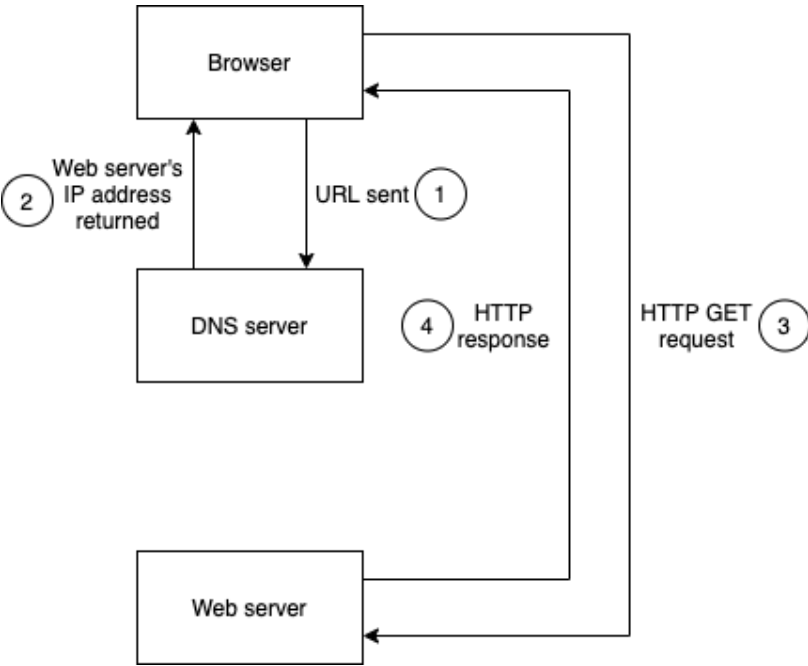 Browser
Web server's
IP address
returned
2
URL sent
1
DNS server
4
HTTP
response
HTTP GET
request
3
Web server